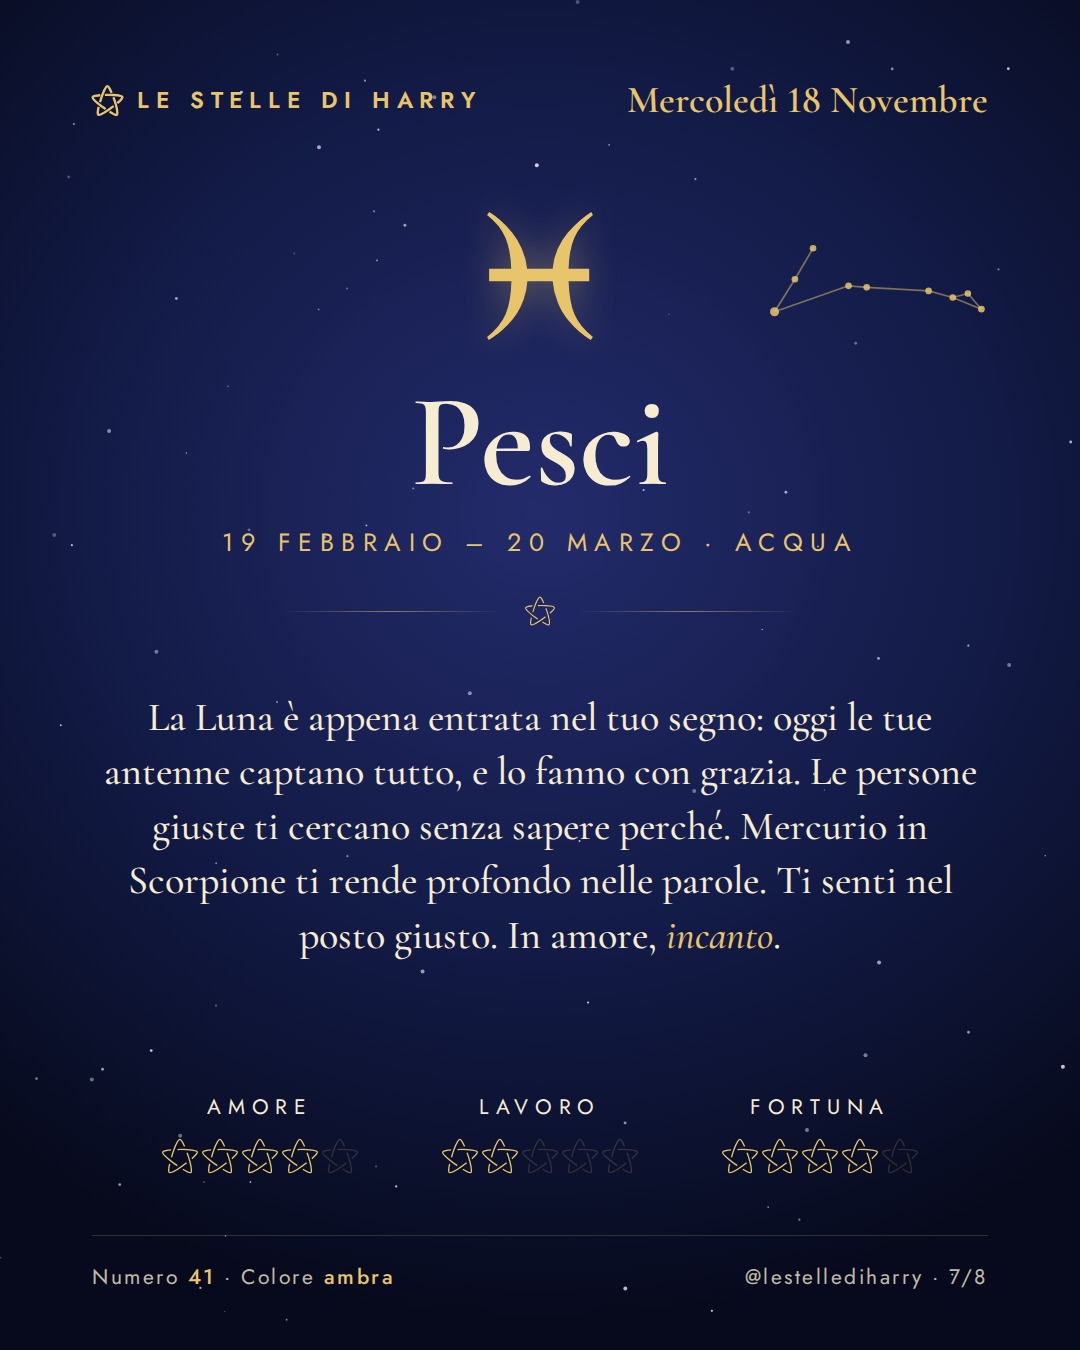 LE STELLE DI HARRY
Mercoledì 18 Novembre
♓
Pesci
19 FEBBRAIO — 20 MARZO · ACQUA
La Luna è appena entrata nel tuo segno: oggi le tue
antenne captano tutto, e lo fanno con grazia. Le persone
giuste ti cercano senza sapere perché. Mercurio in
Scorpione ti rende profondo nelle parole. Ti senti nel
posto giusto. In amore, incanto.
AMORE
LAVORO
FORTUNA
Numero 41 · Colore ambra
@lestellediharry · 7/8